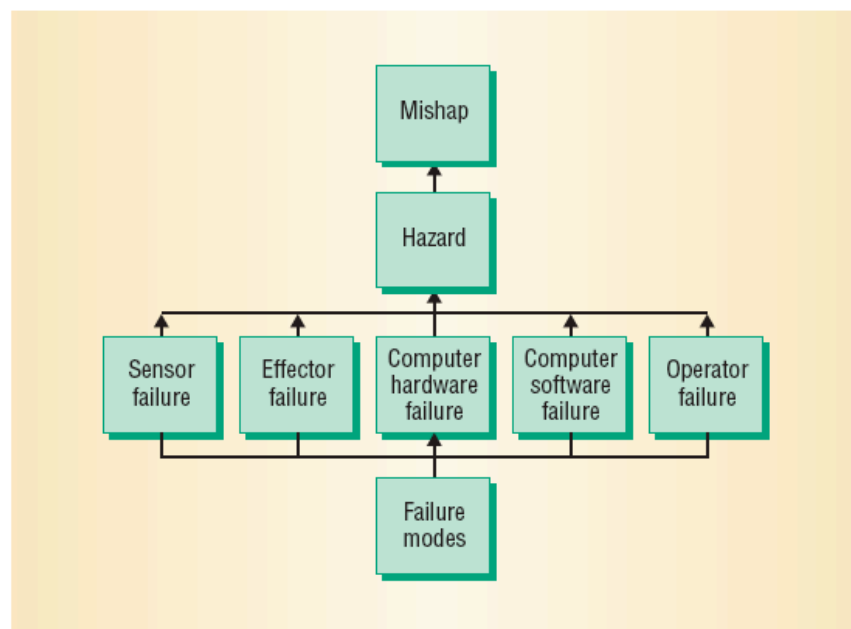 Mishap
Hazard
Sensor
failure
Effector
failure
Computer
hardware
failure
Computer
software
failure
Operator
failure
Failure
modes